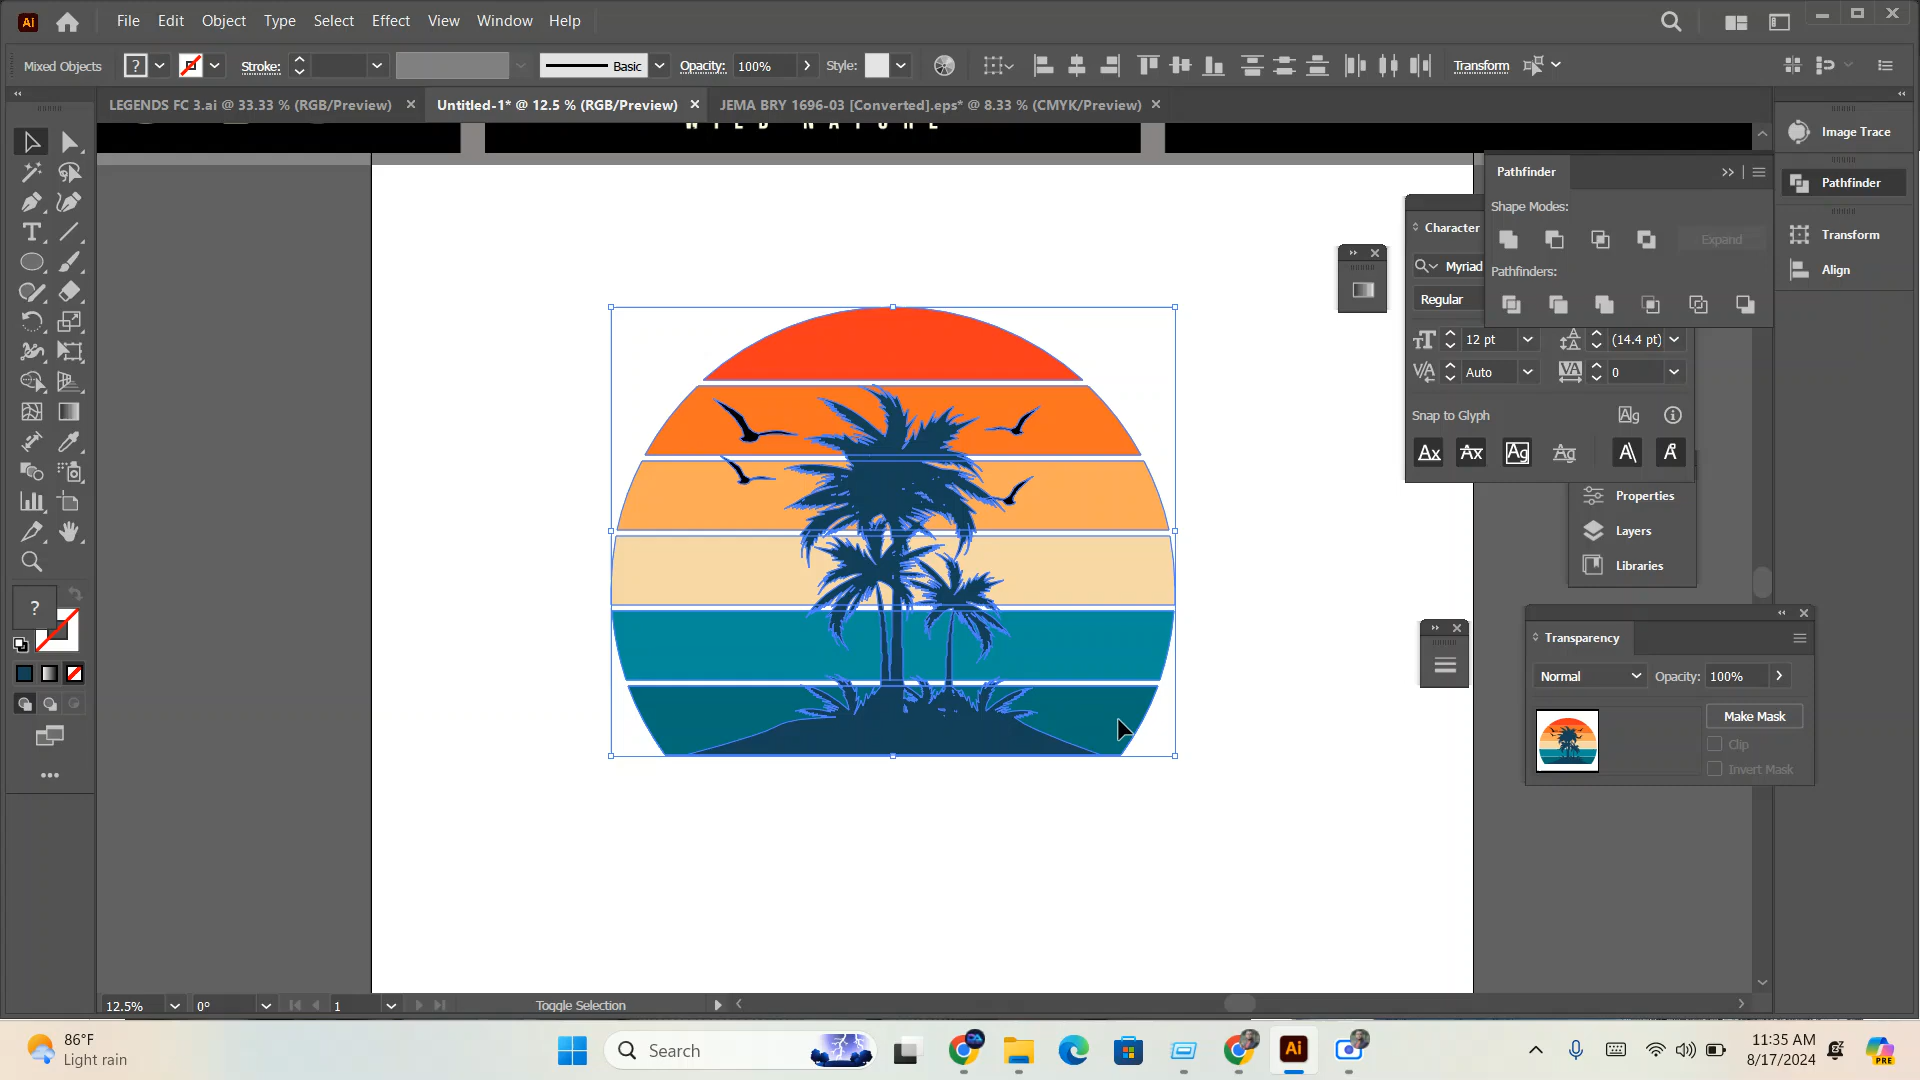 Ai
File Edit Object Type Select Effect View Window Help
Mixed Objects ? Stroke: Basic Opacity: 100% Style: Transform
LEGENDS FC 3.ai @ 33.33 % (RGB/Preview) Untitled-1* @ 12.5 % (RGB/Preview) JEMA BRY 1696-03 [Converted].eps* @ 8.33 % (CMYK/Preview)
WILD NATURE
Image Trace
Pathfinder
Transform
Align
Pathfinder
Shape Modes:
Expand
Pathfinders:
Character
Myriad
Regular
12 pt (14.4 pt)
Auto 0
Snap to Glyph
Properties
Layers
Libraries
Transparency
Normal Opacity: 100%
Make Mask
Clip
Invert Mask
?
12.5% 0° 1 Toggle Selection
86°F
Light rain
Search
Ai
11:35 AM
8/17/2024
PRE